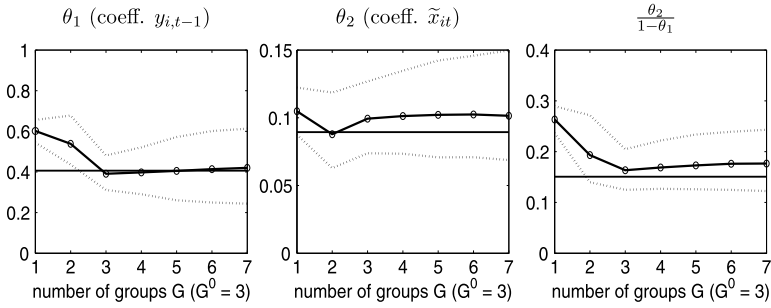 θ₁ (coeff. y_{i,t−1})
1
0.8
0.6
0.4
0.2
0
1 2 3 4 5 6 7
number of groups G (G⁰ = 3)
θ₂ (coeff. x̃_{it})
0.15
0.1
0.05
0
1 2 3 4 5 6 7
number of groups G (G⁰ = 3)
θ₂/(1−θ₁)
0.4
0.3
0.2
0.1
0
1 2 3 4 5 6 7
number of groups G (G⁰ = 3)